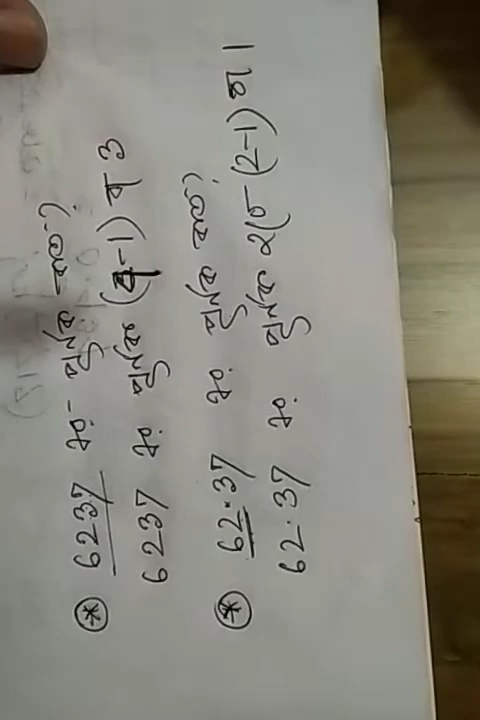 * 6237 এর পূর্ণক কত?
6237 এর পূর্ণক (4-1) বা 3
* 62.37 এর পূর্ণক কত?
62.37 এর পূর্ণক (2-1) বা 1